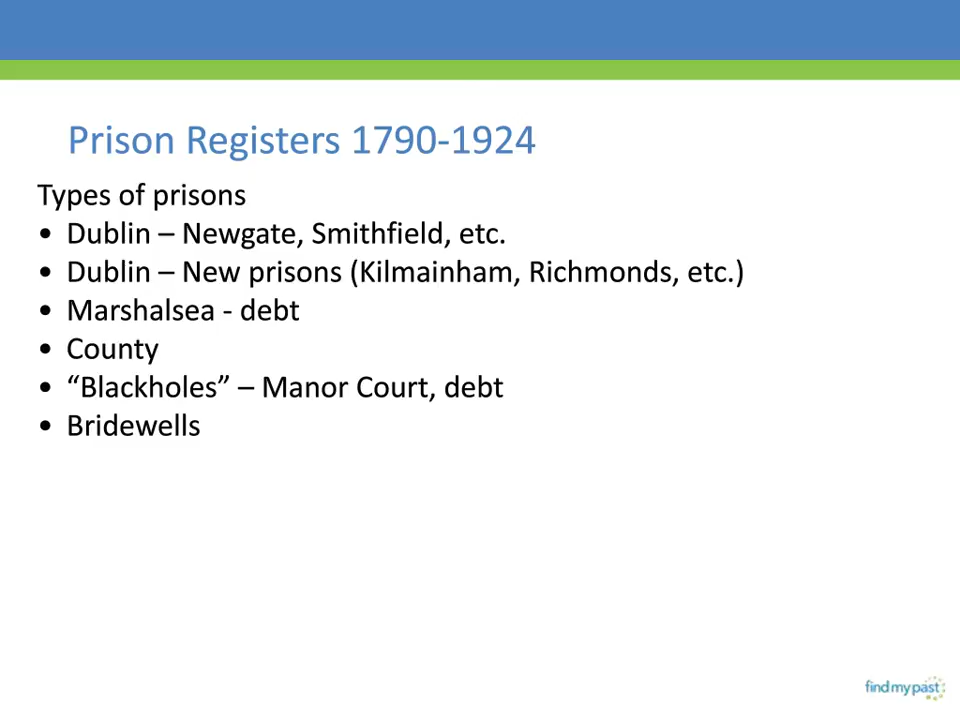 Prison Registers 1790-1924
Types of prisons
• Dublin – Newgate, Smithfield, etc.
• Dublin – New prisons (Kilmainham, Richmonds, etc.)
• Marshalsea - debt
• County
• “Blackholes” – Manor Court, debt
• Bridewells
findmypast